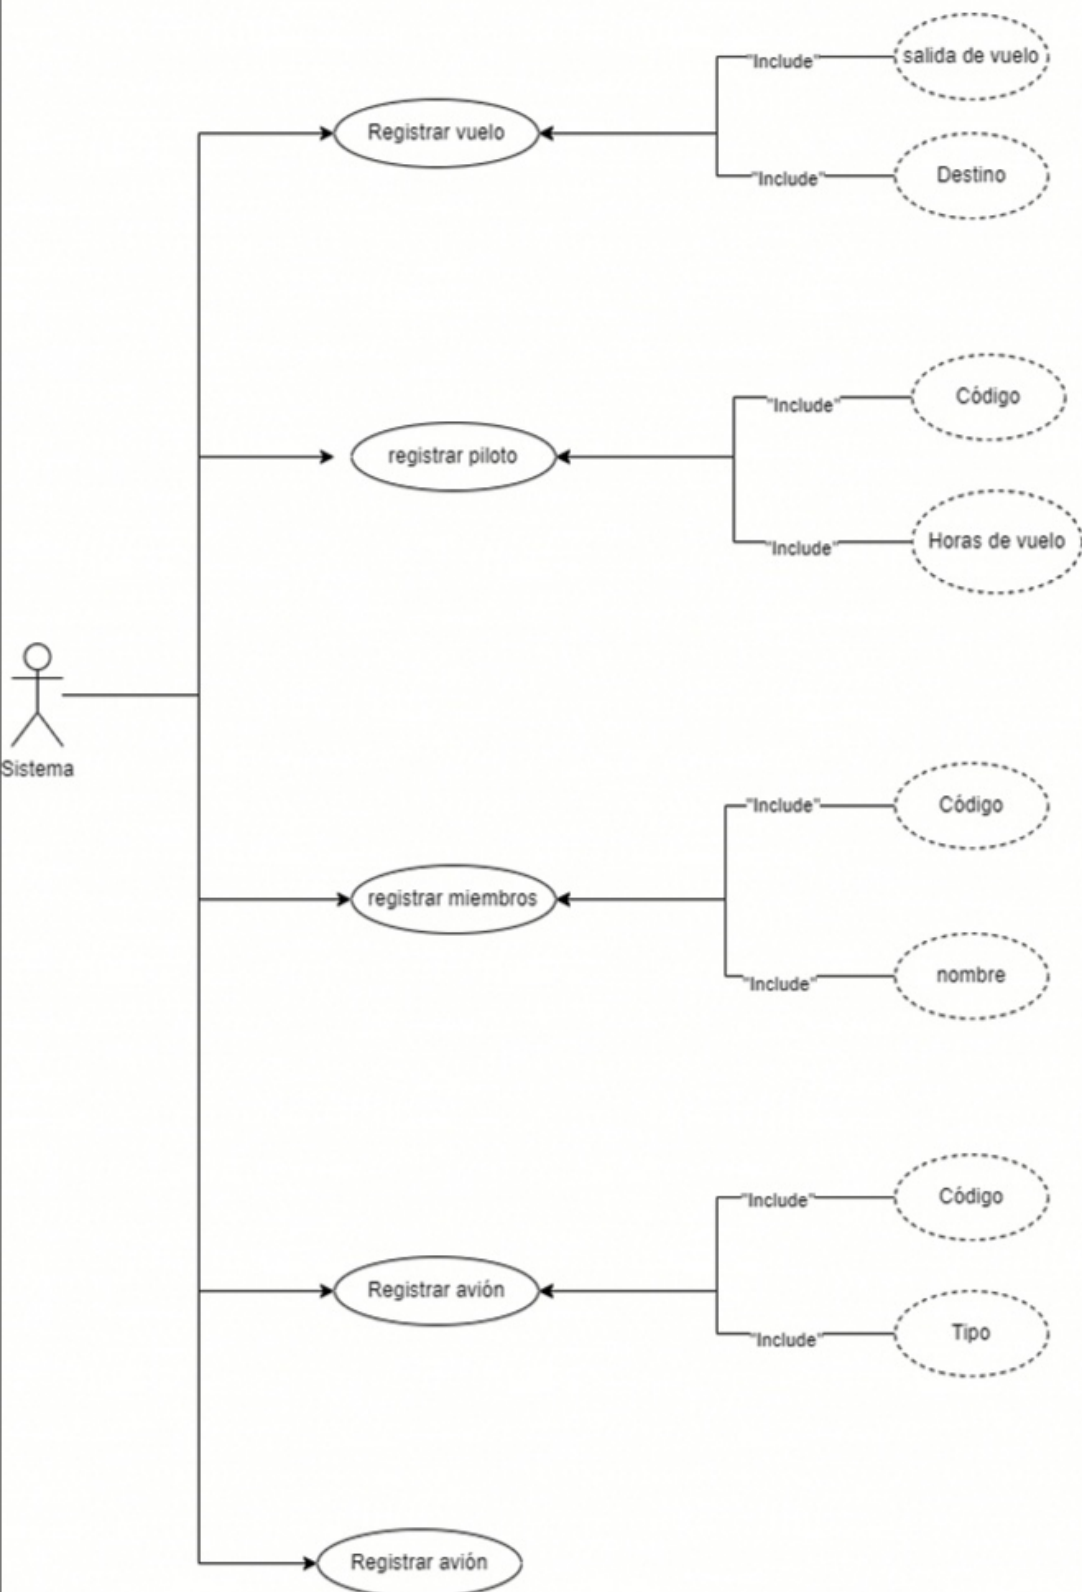 "Include"
salida de vuelo
Registrar vuelo
"Include"
Destino
"Include"
Código
registrar piloto
"Include"
Horas de vuelo
Sistema
"Include"
Código
registrar miembros
"Include"
nombre
"Include"
Código
Registrar avión
"Include"
Tipo
Registrar avión